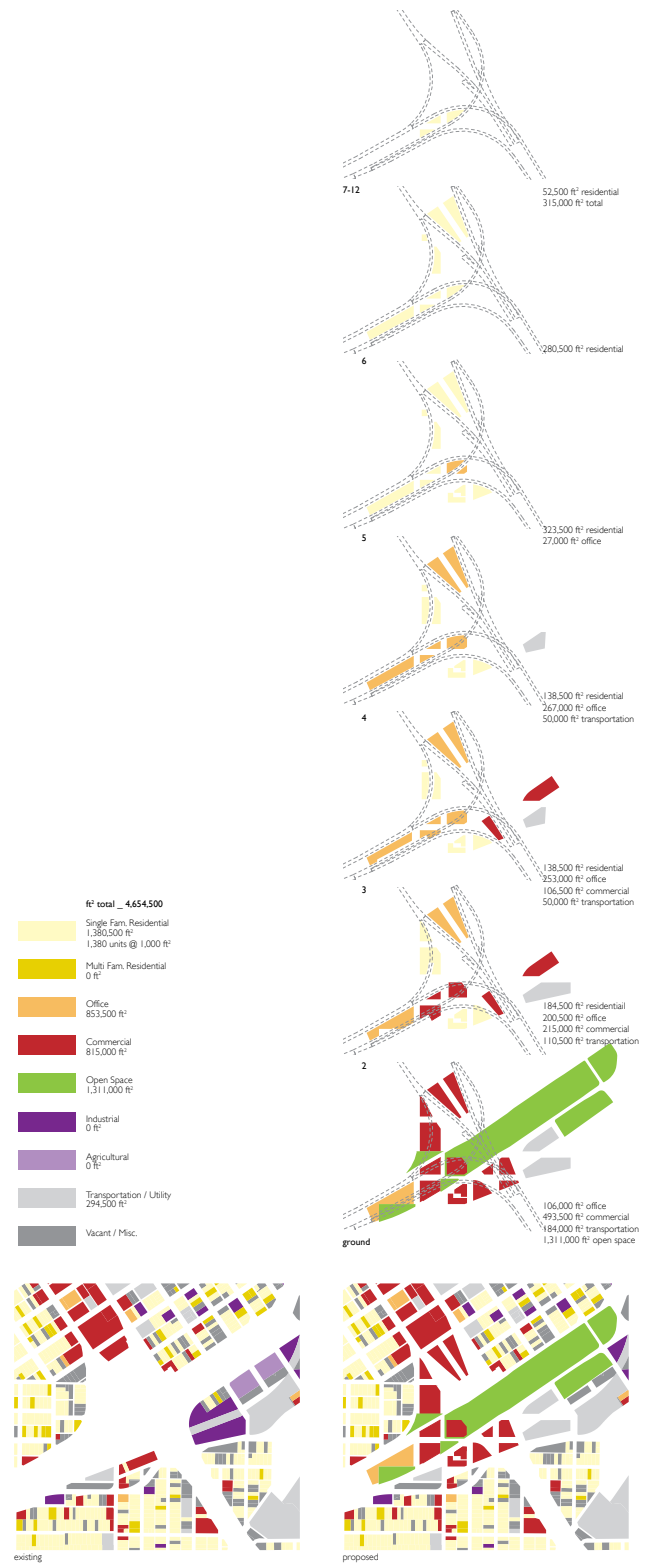 7-12
52,500 ft² residential
315,000 ft² total
6
280,500 ft² residential
5
323,500 ft² residential
27,000 ft² office
4
138,500 ft² residential
267,000 ft² office
50,000 ft² transportation
3
138,500 ft² residential
253,000 ft² office
106,500 ft² commercial
50,000 ft² transportation
2
184,500 ft² residentiail
200,500 ft² office
215,000 ft² commercial
110,500 ft² transportation
ground
106,000 ft² office
493,500 ft² commercial
184,000 ft² transportation
1,311,000 ft² open space
ft² total _ 4,654,500
Single Fam. Residential
1,380,500 ft²
1,380 units @ 1,000 ft²
Multi Fam. Residential
0 ft²
Office
853,500 ft²
Commercial
815,000 ft²
Open Space
1,311,000 ft²
Industrial
0 ft²
Agricultural
0 ft²
Transportation / Utility
294,500 ft²
Vacant / Misc.
existing
proposed